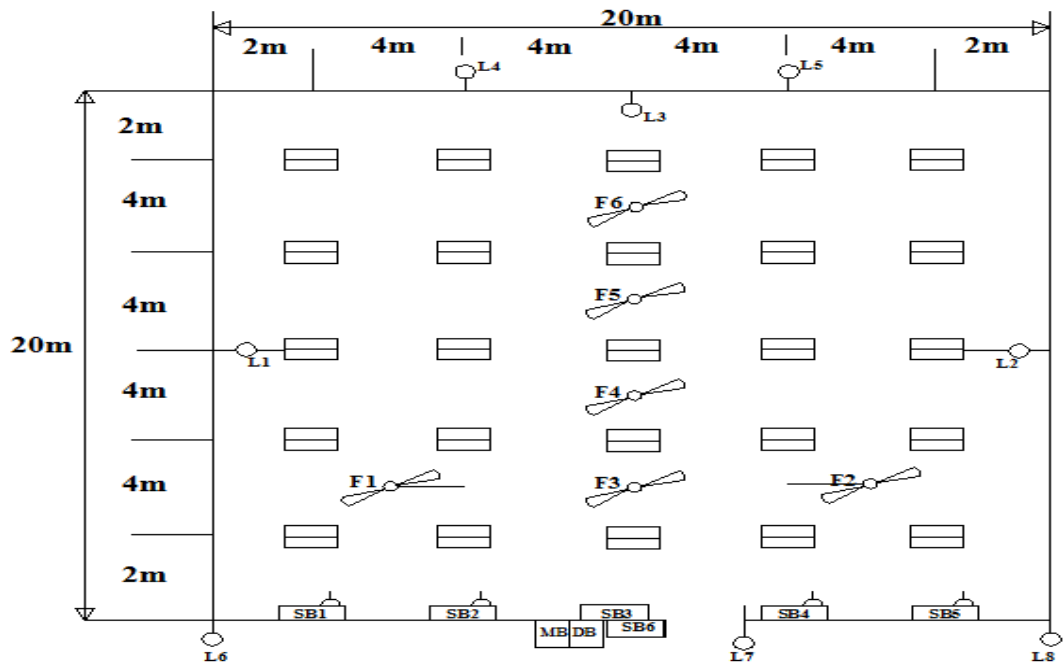 20m
2m 4m 4m 4m 4m 2m
L4 L5
L3
2m
4m
F6
F5
4m
20m
L1 L2
F4
4m
4m
F1 F3 F2
2m
SB1 SB2 SB3 SB4 SB5
MB DB SB6
L6 L7 L8